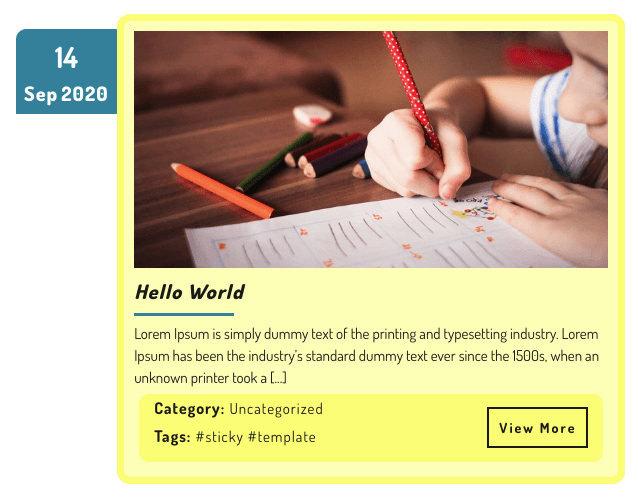 14
Sep 2020
Hello World
Lorem Ipsum is simply dummy text of the printing and typesetting industry. Lorem
Ipsum has been the industry's standard dummy text ever since the 1500s, when an
unknown printer took a [...]
Category: Uncategorized
Tags: #sticky #template
View More